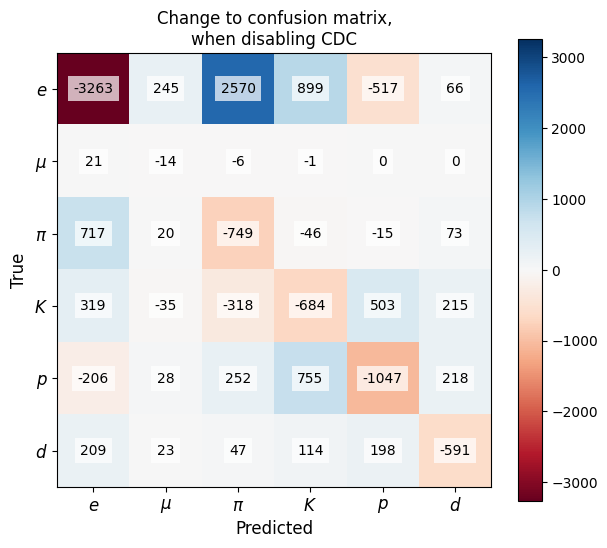 Change to confusion matrix,
when disabling CDC
e -3263 245 2570 899 -517 66
μ 21 -14 -6 -1 0 0
π 717 20 -749 -46 -15 73
K 319 -35 -318 -684 503 215
p -206 28 252 755 -1047 218
d 209 23 47 114 198 -591
e μ π K p d
Predicted
True
3000
2000
1000
0
−1000
−2000
−3000